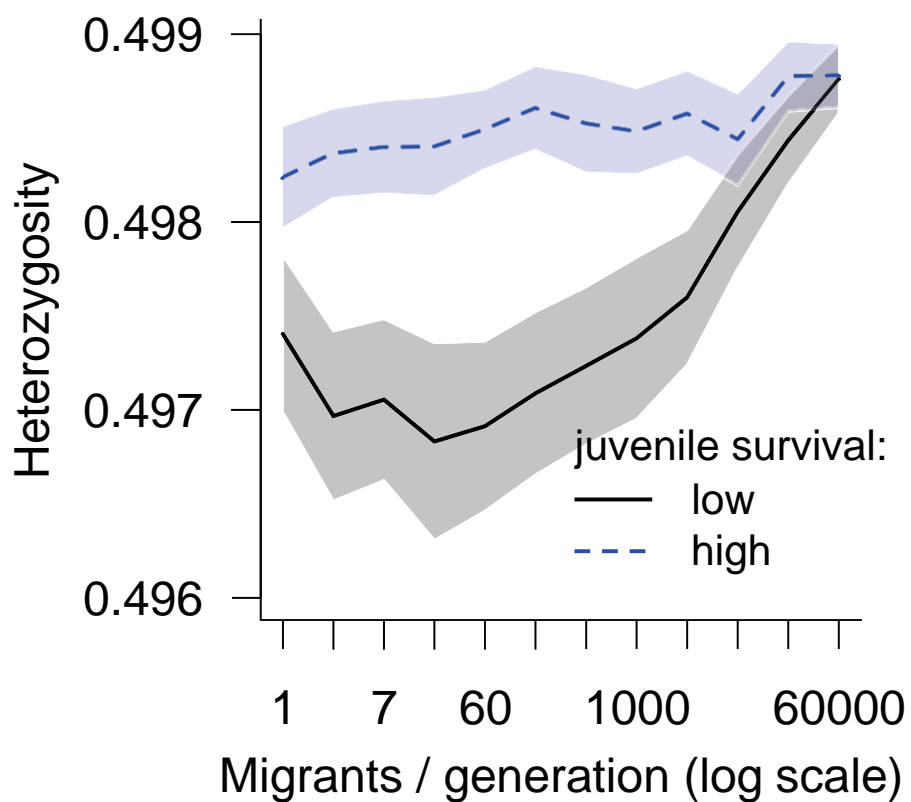 0.499
0.498
0.497
0.496
Heterozygosity
juvenile survival:
low
high
1 7 60 1000 60000
Migrants / generation (log scale)